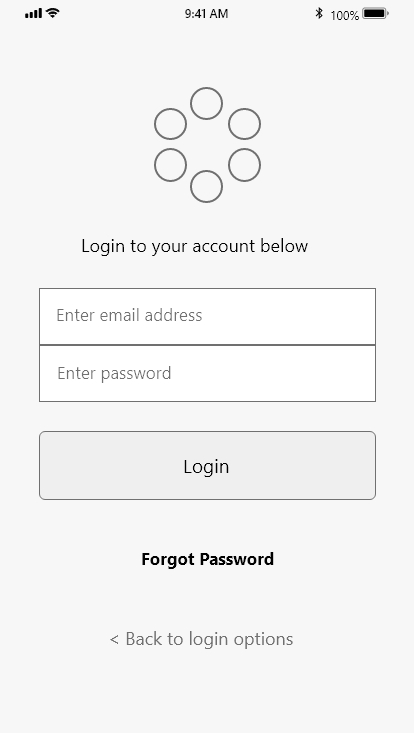 9:41 AM 100%
Login to your account below
Enter email address
Enter password
Login
Forgot Password
< Back to login options